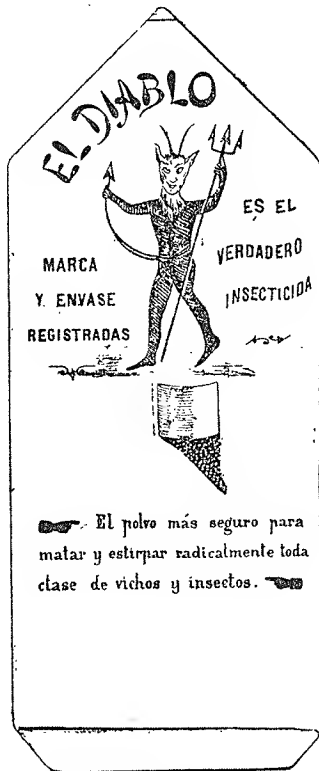 EL DIABLO
MARCA
Y ENVASE
REGISTRADAS
ES EL
VERDADERO
INSECTICIDA
El polvo más seguro para
matar y estirpar radicalmente toda
clase de vichos y insectos.